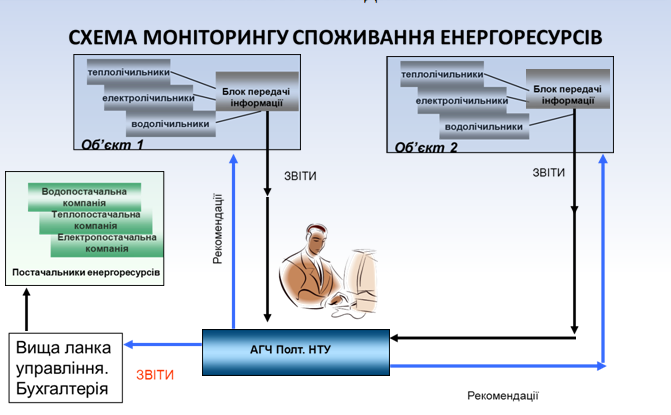 СХЕМА МОНІТОРИНГУ СПОЖИВАННЯ ЕНЕРГОРЕСУРСІВ
теплолічильники
електролічильники
водолічильники
Блок передачі
інформації
Об’єкт 1
теплолічильники
електролічильники
водолічильники
Блок передачі
інформації
Об’єкт 2
ЗВІТИ
ЗВІТИ
Рекомендації
Водопостачальна
компанія
Теплопостачальна
компанія
Електропостачальна
компанія
Постачальники енергоресурсів
АГЧ Полт. НТУ
Вища ланка
управління.
Бухгалтерія
ЗВІТИ
Рекомендації